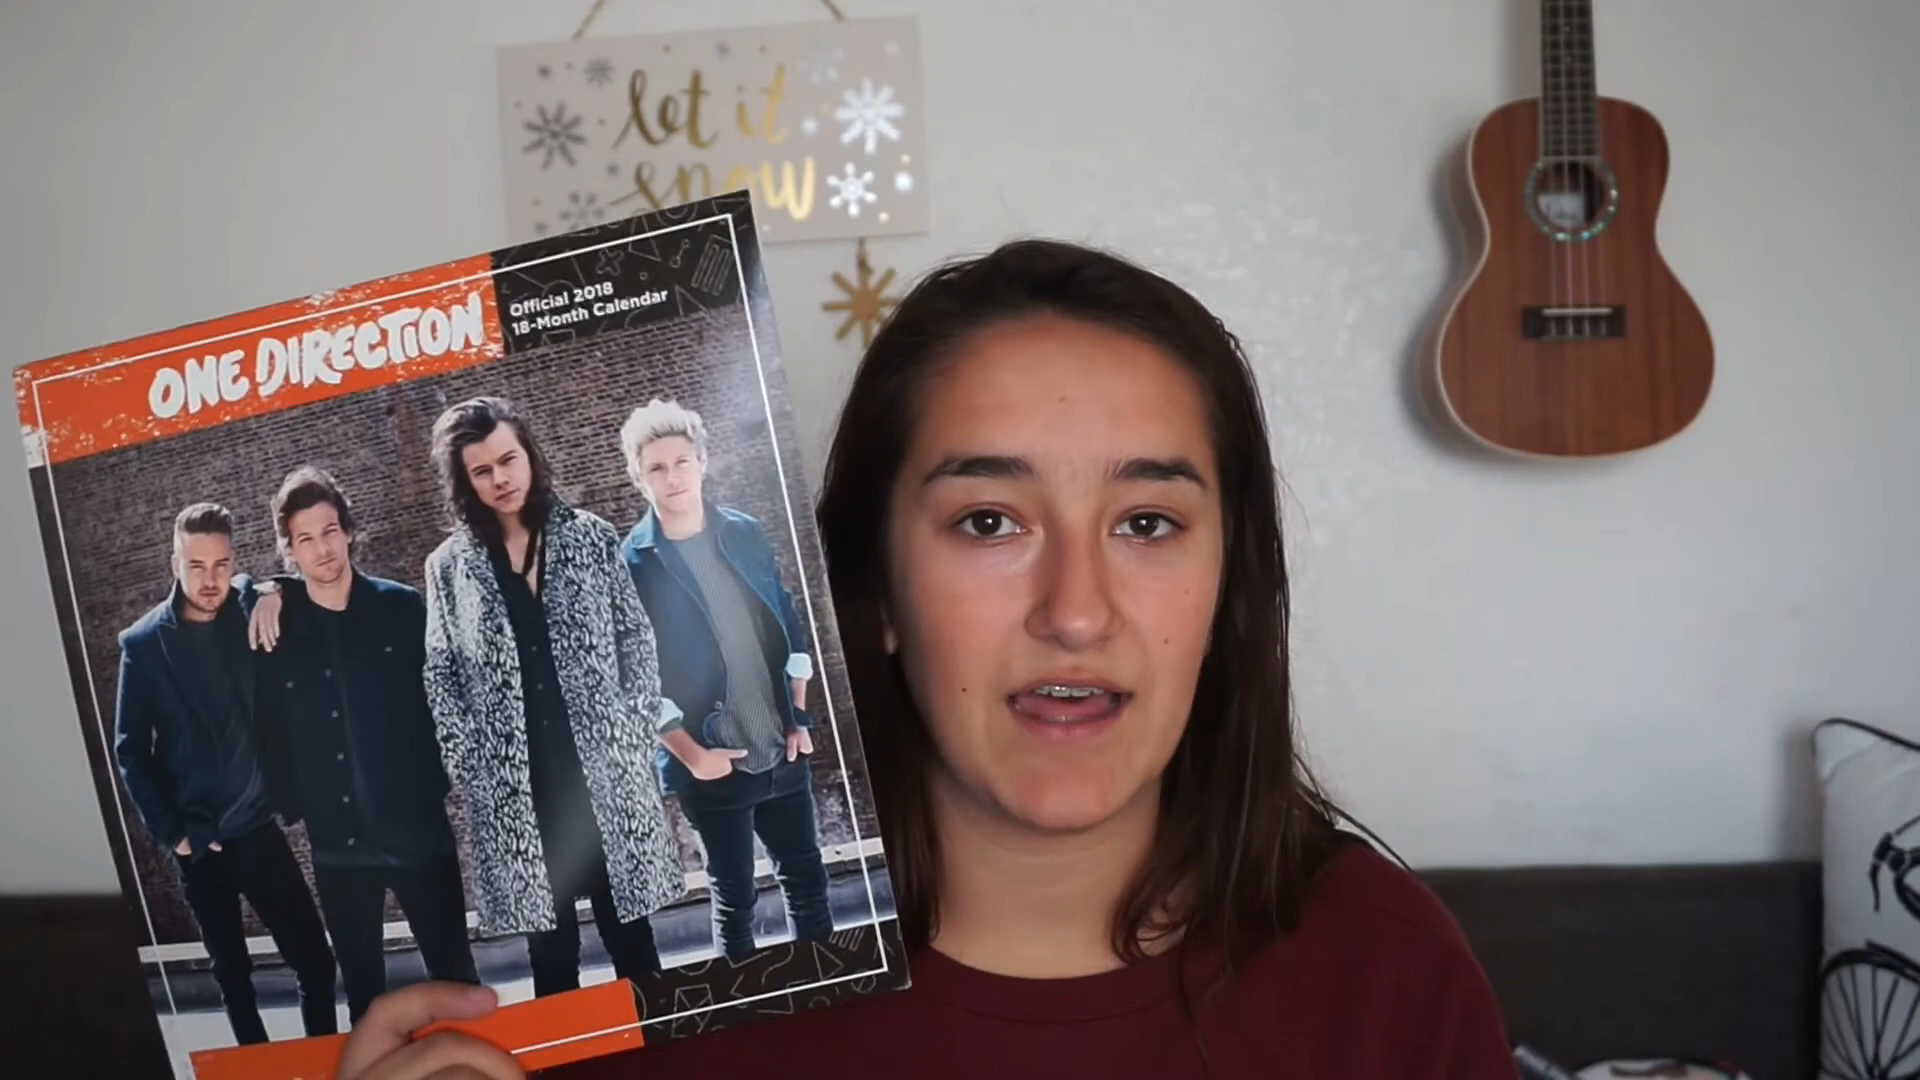 let it
snow
ONE DIRECTION
Official 2018
18-Month Calendar